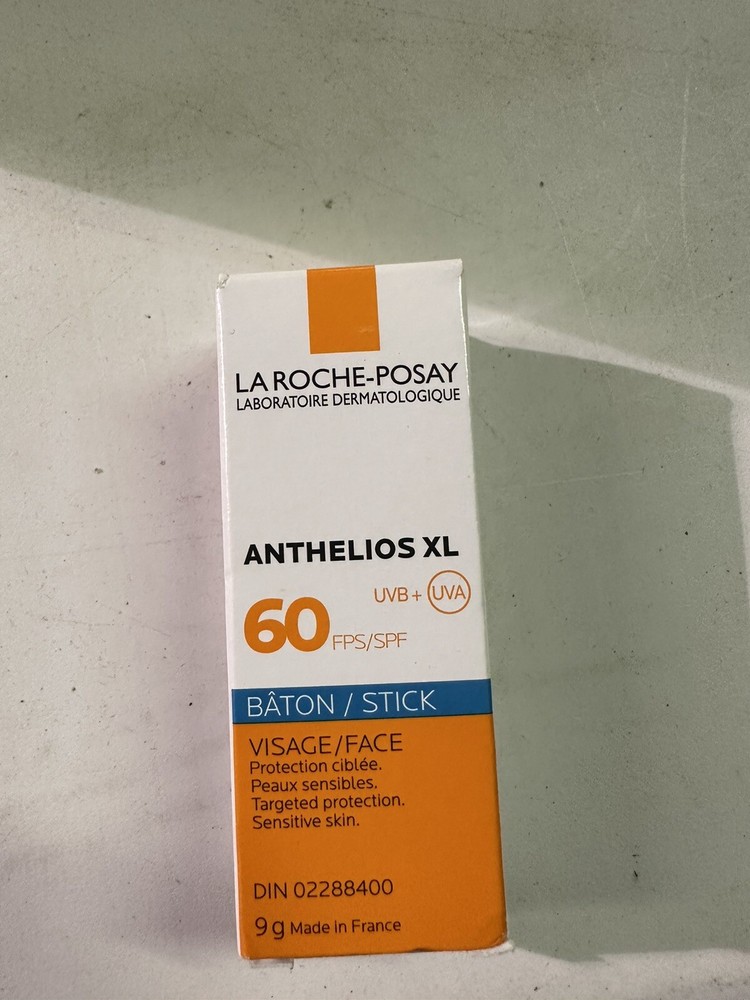 LA ROCHE-POSAY
LABORATOIRE DERMATOLOGIQUE
ANTHELIOS XL
UVB + UVA
60 FPS/SPF
BÂTON / STICK
VISAGE/FACE
Protection ciblée.
Peaux sensibles.
Targeted protection.
Sensitive skin.
DIN 02288400
9 g Made in France